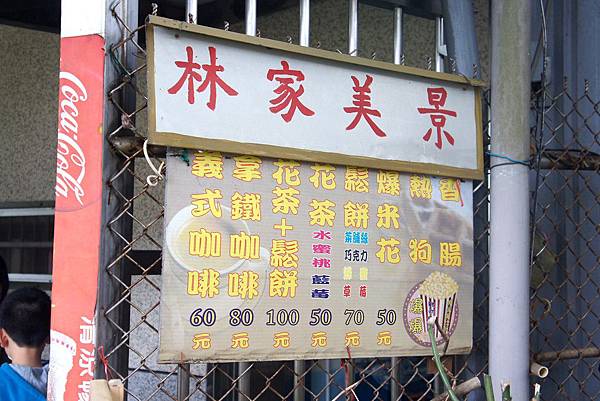 林家美景
Coca-Cola
義式咖啡
60元
拿鐵咖啡
80元
花茶+鬆餅
100元
花茶
水蜜桃
藍莓
50元
鬆餅
巧克力
蜂蜜
草莓
70元
爆米花
50元
熱狗
香腸